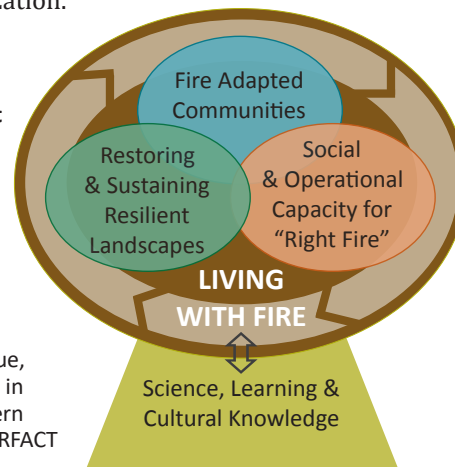 Fire Adapted
Communities
Restoring
& Sustaining
Resilient
Landscapes
Social
& Operational
Capacity for
“Right Fire”
LIVING
WITH FIRE
Science, Learning &
Cultural Knowledge
in